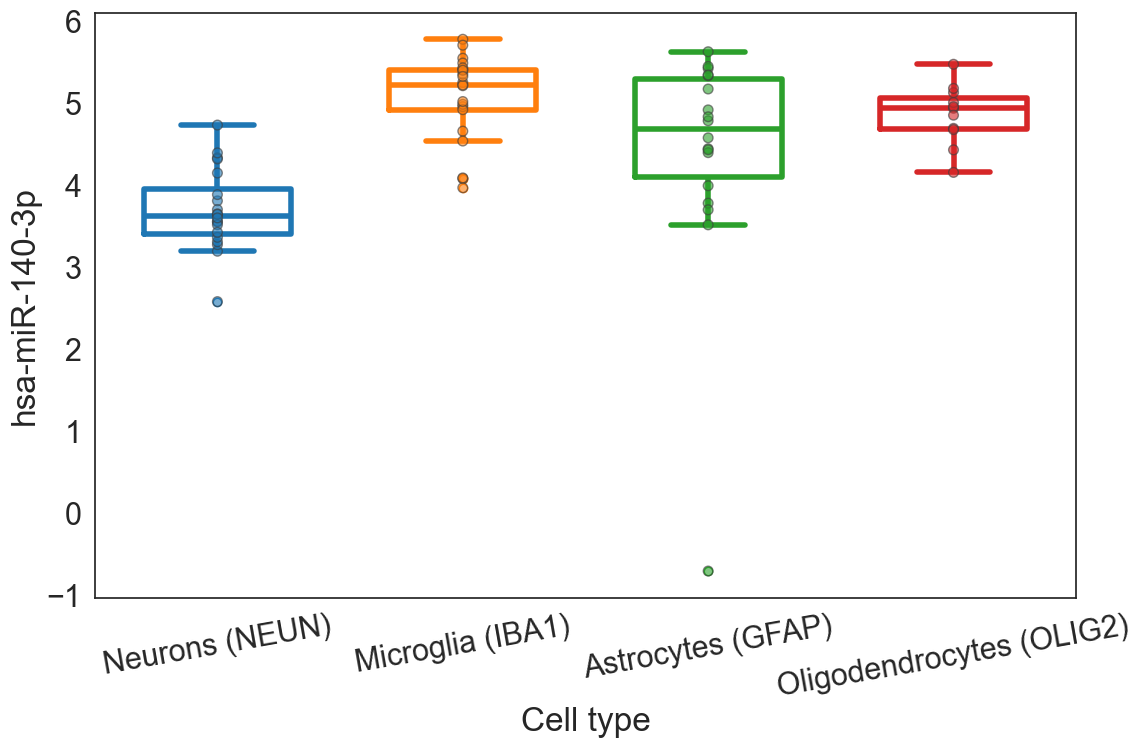 6
5
4
3
2
1
0
−1
hsa-miR-140-3p
Neurons (NEUN)
Microglia (IBA1)
Astrocytes (GFAP)
Oligodendrocytes (OLIG2)
Cell type